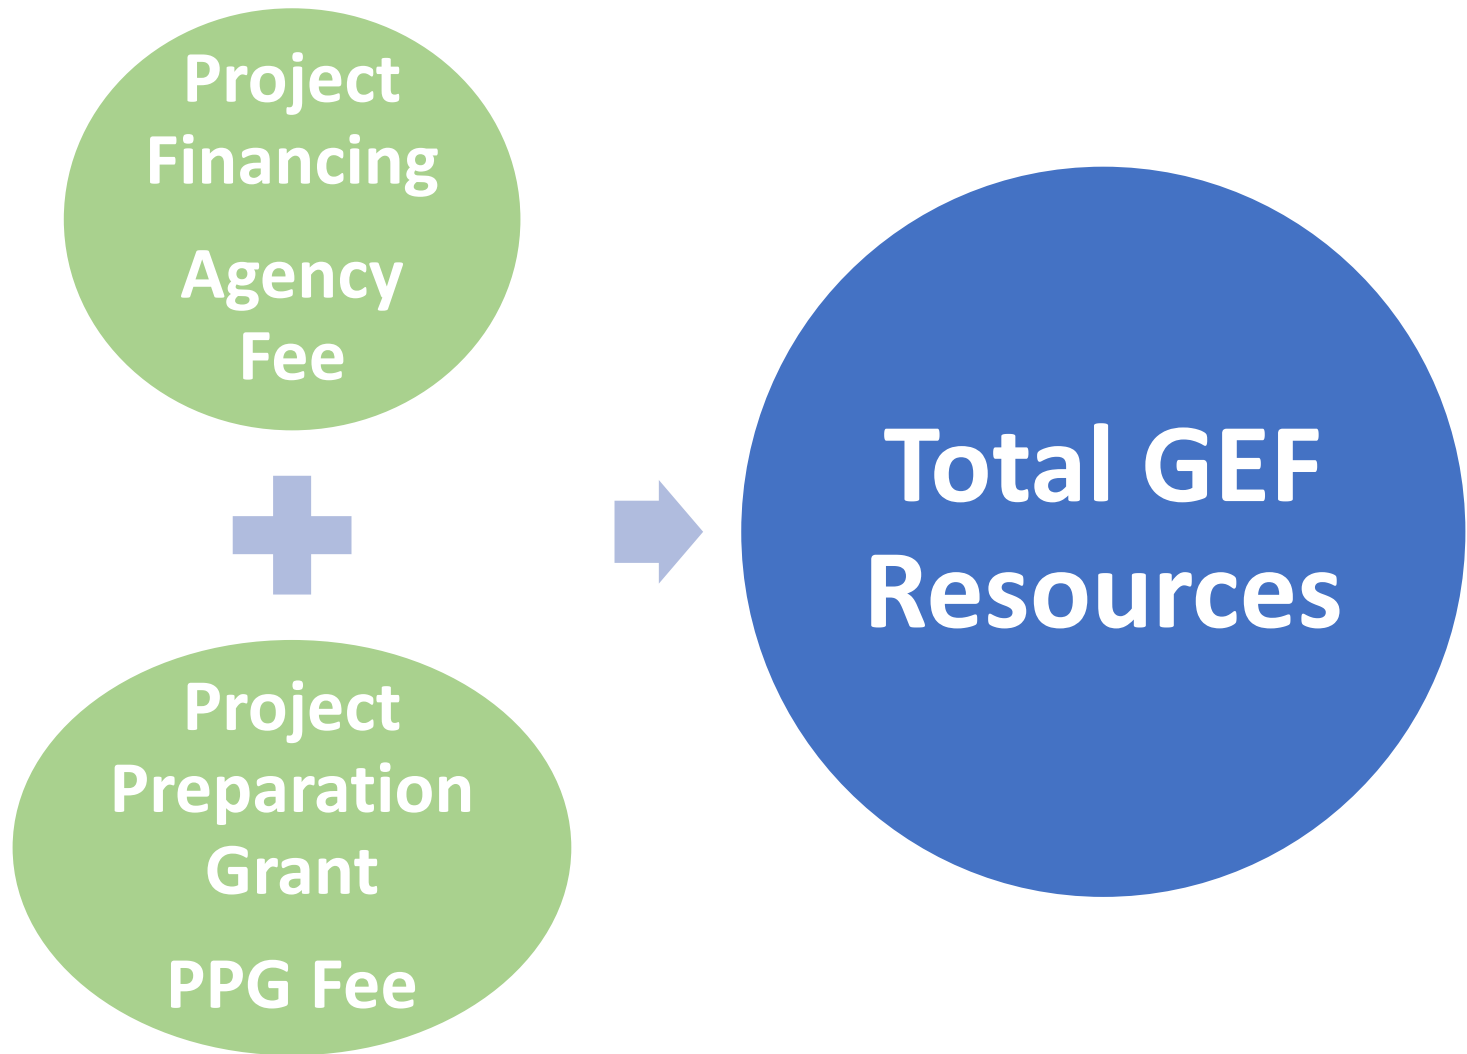 Project
Financing
Agency
Fee
Project
Preparation
Grant
PPG Fee
Total GEF
Resources